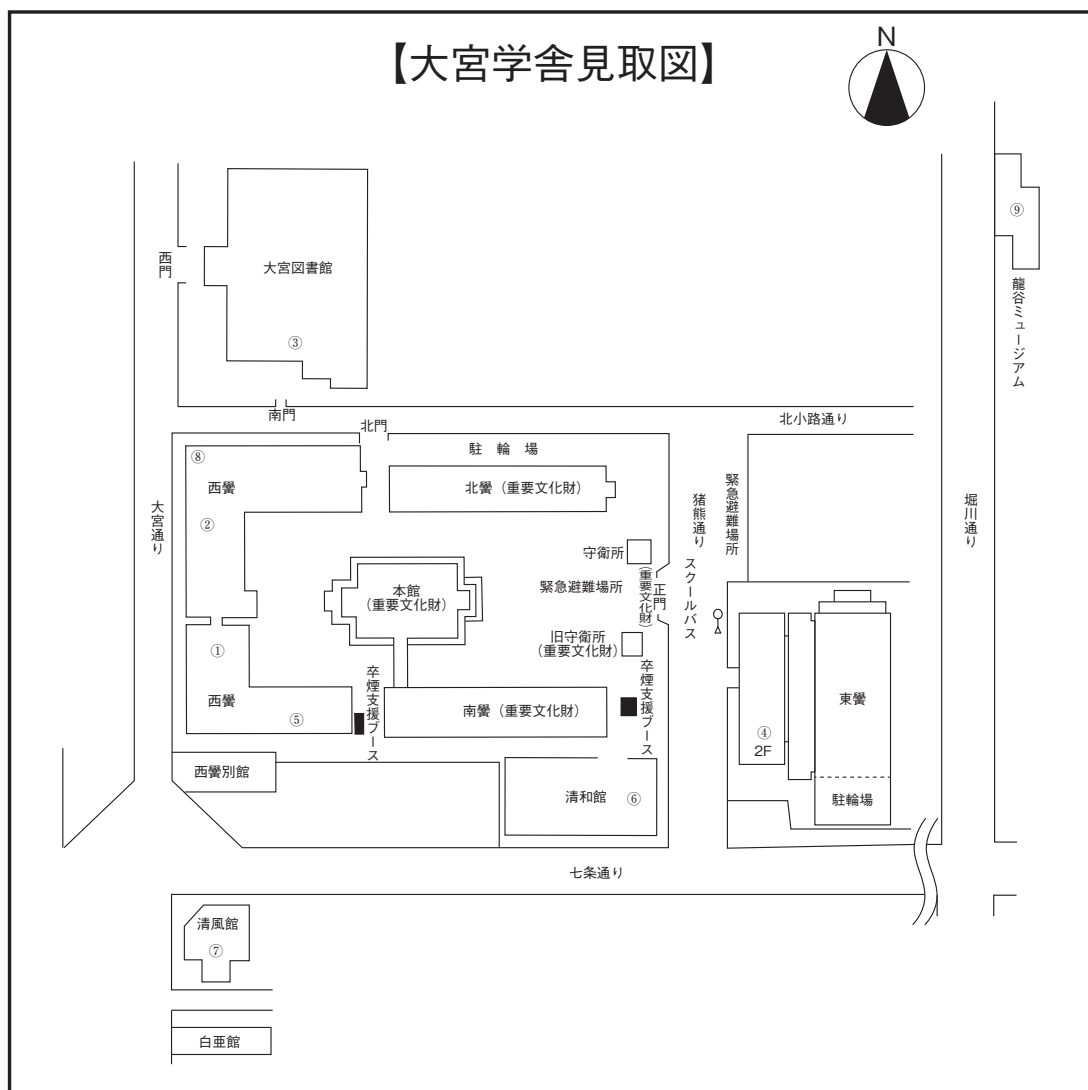 【大宮学舎見取図】
N
⑨
龍谷ミュージアム
西門
大宮図書館
③
南門
北小路通り
北門
駐輪場
⑧
西黌
②
北黌(重要文化財)
大宮通り
猪熊通り
緊急避難場所
堀川通り
守衛所
(重要文化財)
正門
スクールバス
緊急避難場所
本館
(重要文化財)
旧守衛所
(重要文化財)
①
西黌
⑤
卒煙支援ブース
南黌(重要文化財)
卒煙支援ブース
東黌
④
2F
駐輪場
西黌別館
清和館
⑥
七条通り
清風館
⑦
白亜館